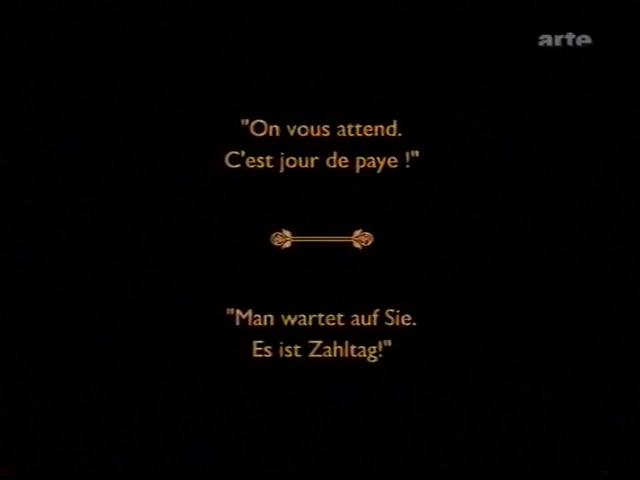 arte
"On vous attend.
C'est jour de paye !"
"Man wartet auf Sie.
Es ist Zahltag!"